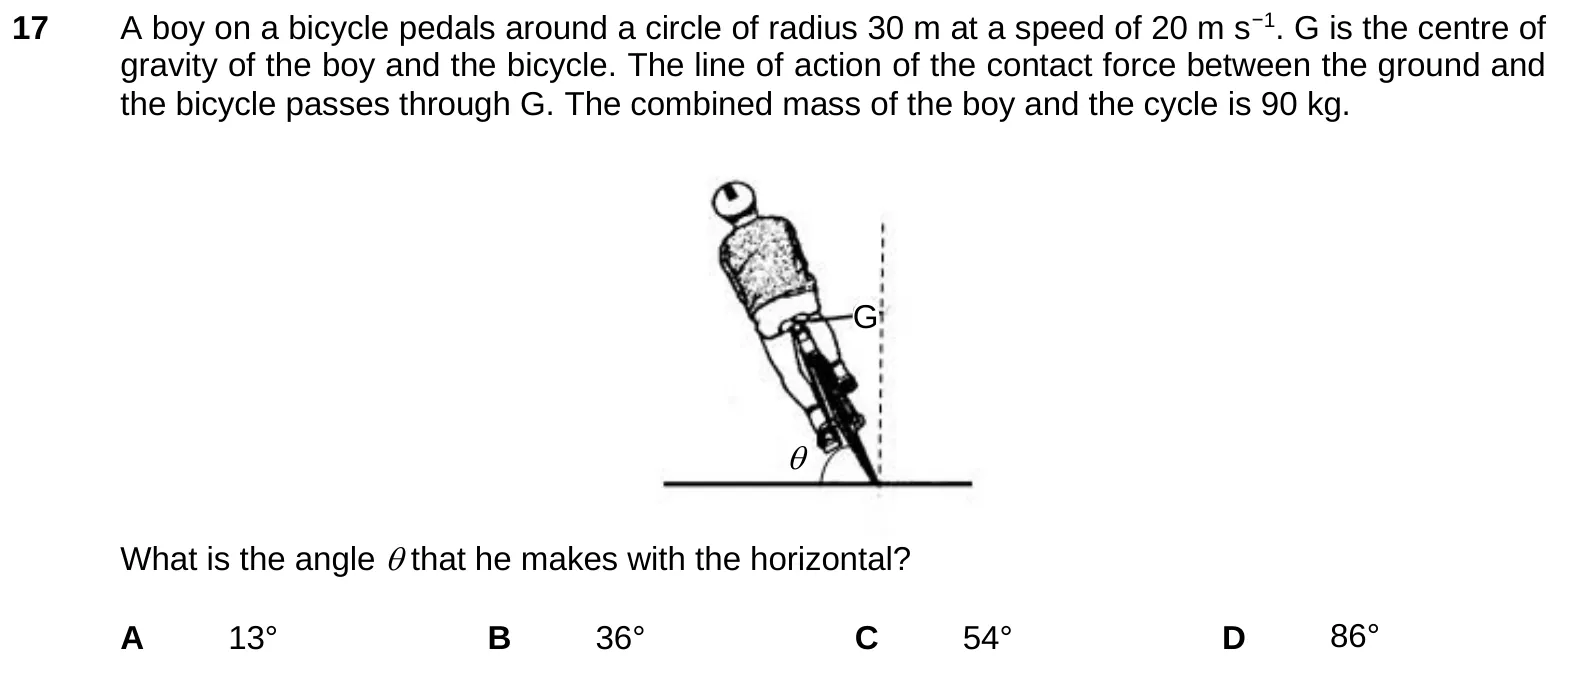 17 A boy on a bicycle pedals around a circle of radius 30 m at a speed of 20 m s⁻¹. G is the centre of
gravity of the boy and the bicycle. The line of action of the contact force between the ground and
the bicycle passes through G. The combined mass of the boy and the cycle is 90 kg.
G
θ
What is the angle θ that he makes with the horizontal?
A 13° B 36° C 54° D 86°